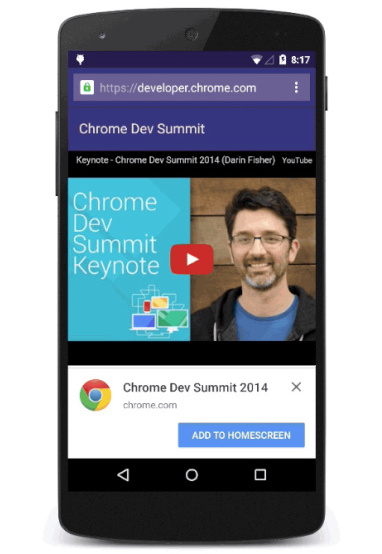 8:17
https://developer.chrome.com
Chrome Dev Summit
Keynote - Chrome Dev Summit 2014 (Darin Fisher) YouTube
Chrome
Dev
Summit
Keynote
Chrome Dev Summit 2014
chrome.com
ADD TO HOMESCREEN